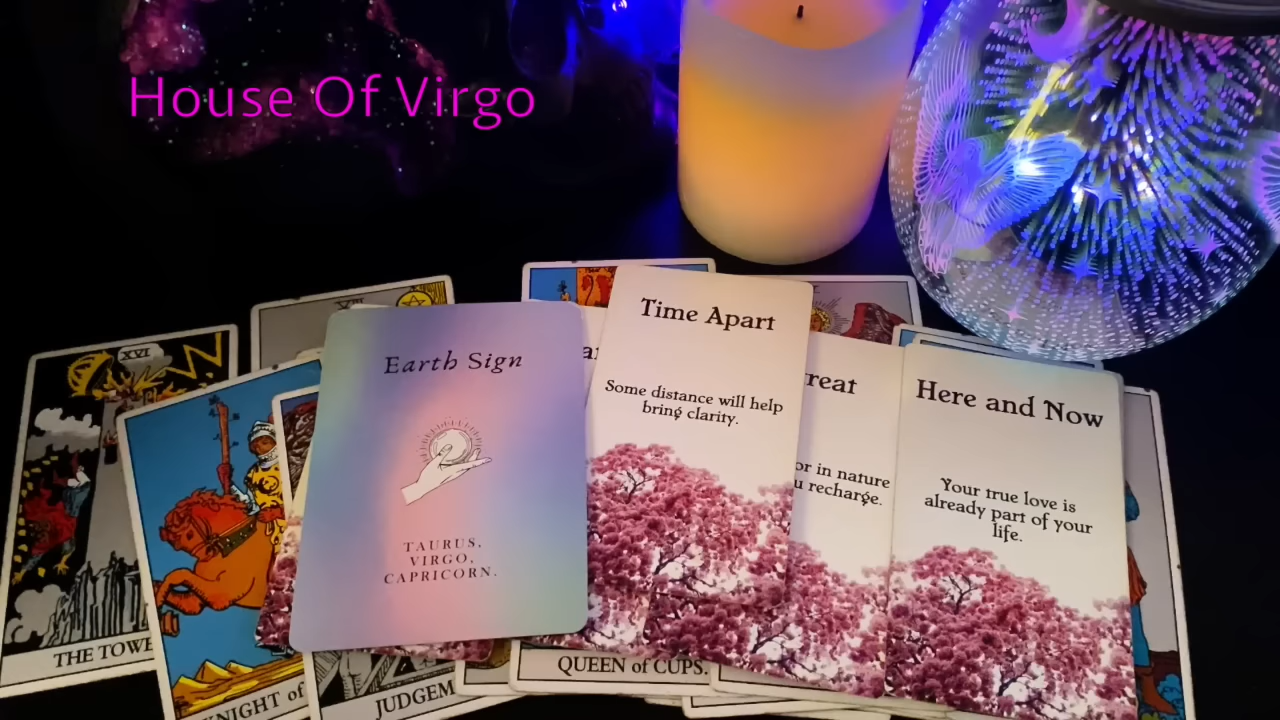 House Of Virgo
XVI
THE TOWE
KNIGHT of
JUDGEM
QUEEN of CUPS.
Earth Sign
TAURUS,
VIRGO,
CAPRICORN.
Time Apart
Some distance will help
bring clarity.
reat
or in nature
u recharge.
Here and Now
Your true love is
already part of your
life.